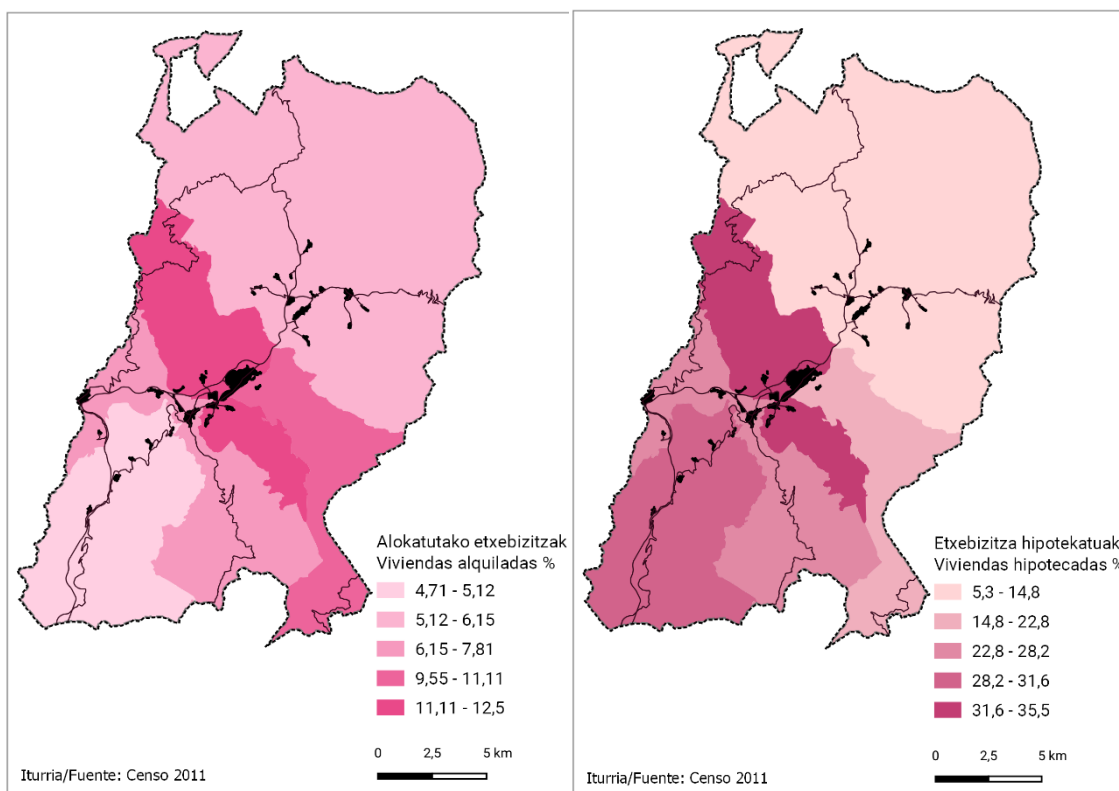 Alokatutako etxebizitzak
Viviendas alquiladas %
4,71 - 5,12
5,12 - 6,15
6,15 - 7,81
9,55 - 11,11
11,11 - 12,5
0 2,5 5 km
Iturria/Fuente: Censo 2011
Etxebizitza hipotekatuak
Viviendas hipotecadas %
5,3 - 14,8
14,8 - 22,8
22,8 - 28,2
28,2 - 31,6
31,6 - 35,5
0 2,5 5 km
Iturria/Fuente: Censo 2011